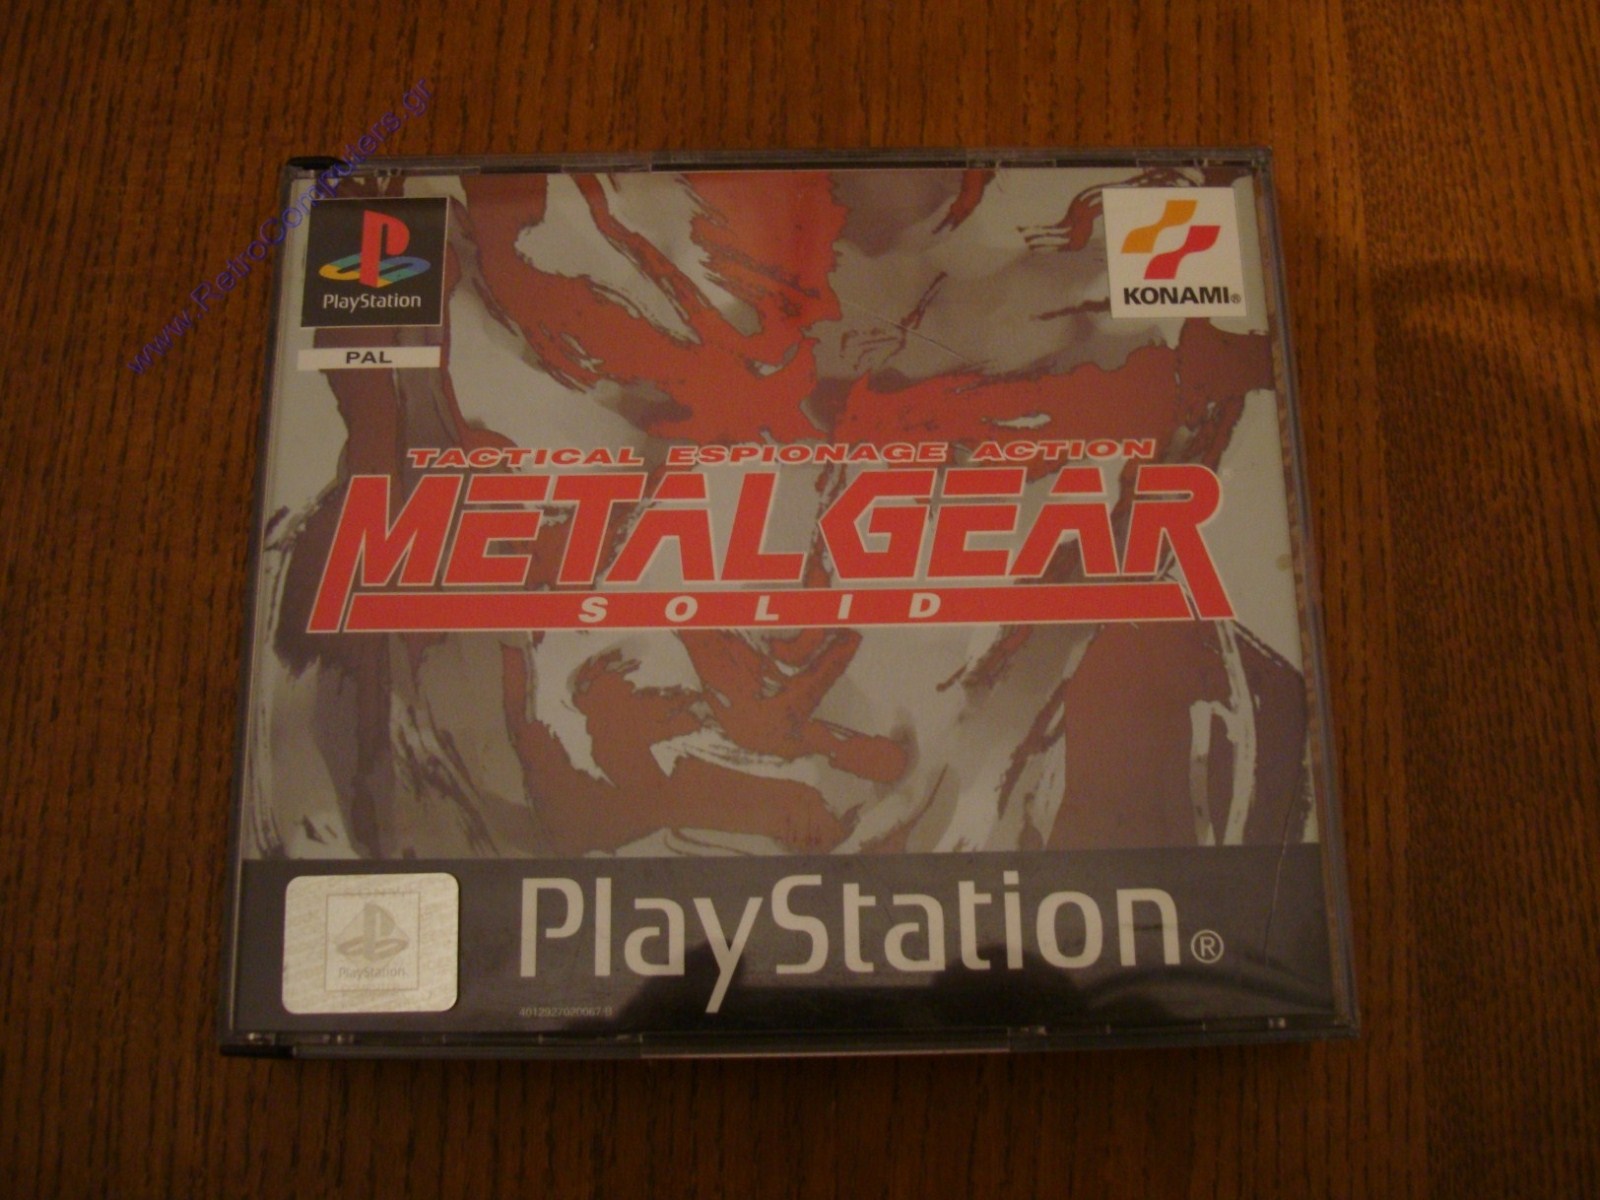 www.RetroComputers.gr
PlayStation
PAL
KONAMI®
TACTICAL ESPIONAGE ACTION
METAL GEAR
SOLID
PlayStation
PlayStation®